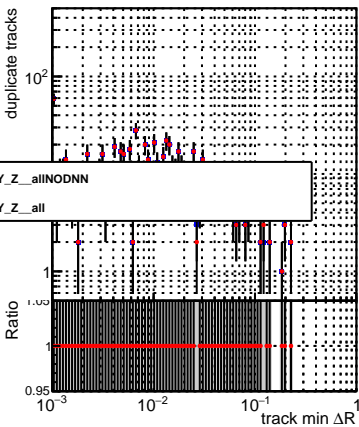 duplicate tracks
10²
Y_Z__allNODNN
Y_Z__all
1
Ratio
1.05
1
0.95
10⁻³
10⁻²
10⁻¹
1
track min ΔR